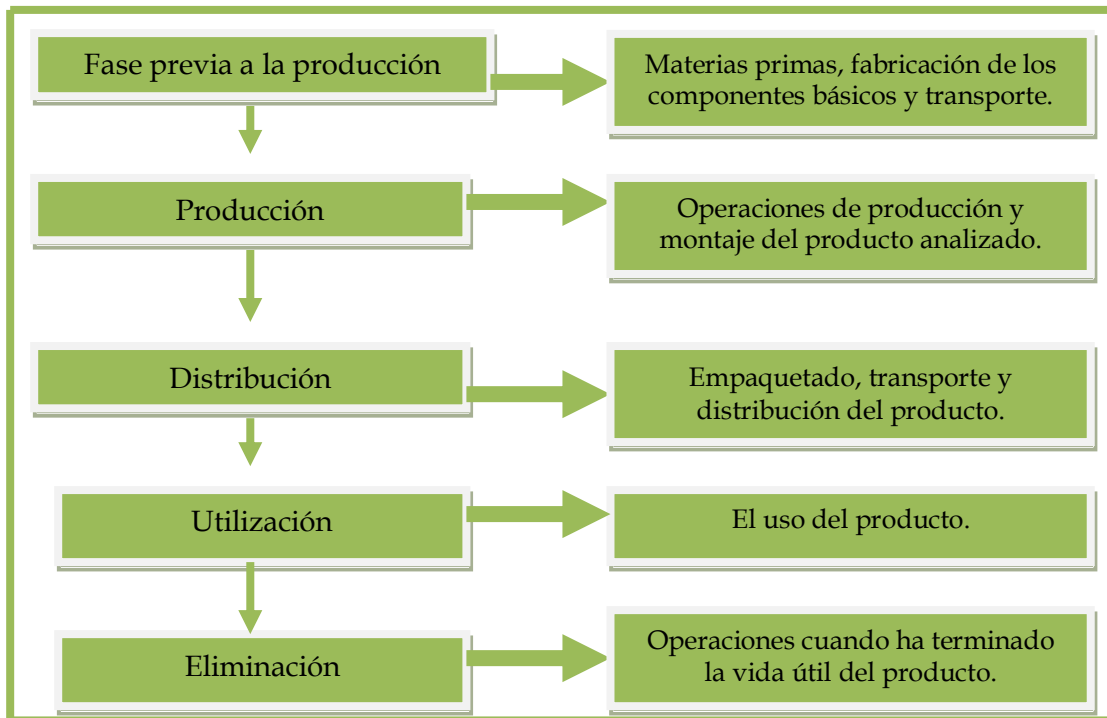 Fase previa a la producción
Materias primas, fabricación de los
componentes básicos y transporte.
Producción
Operaciones de producción y
montaje del producto analizado.
Distribución
Empaquetado, transporte y
distribución del producto.
Utilización
El uso del producto.
Eliminación
Operaciones cuando ha terminado
la vida útil del producto.